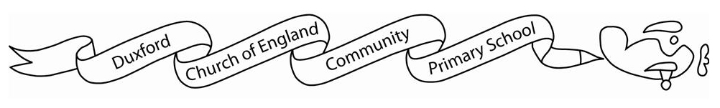 Duxford
Church of England
Community
Primary School